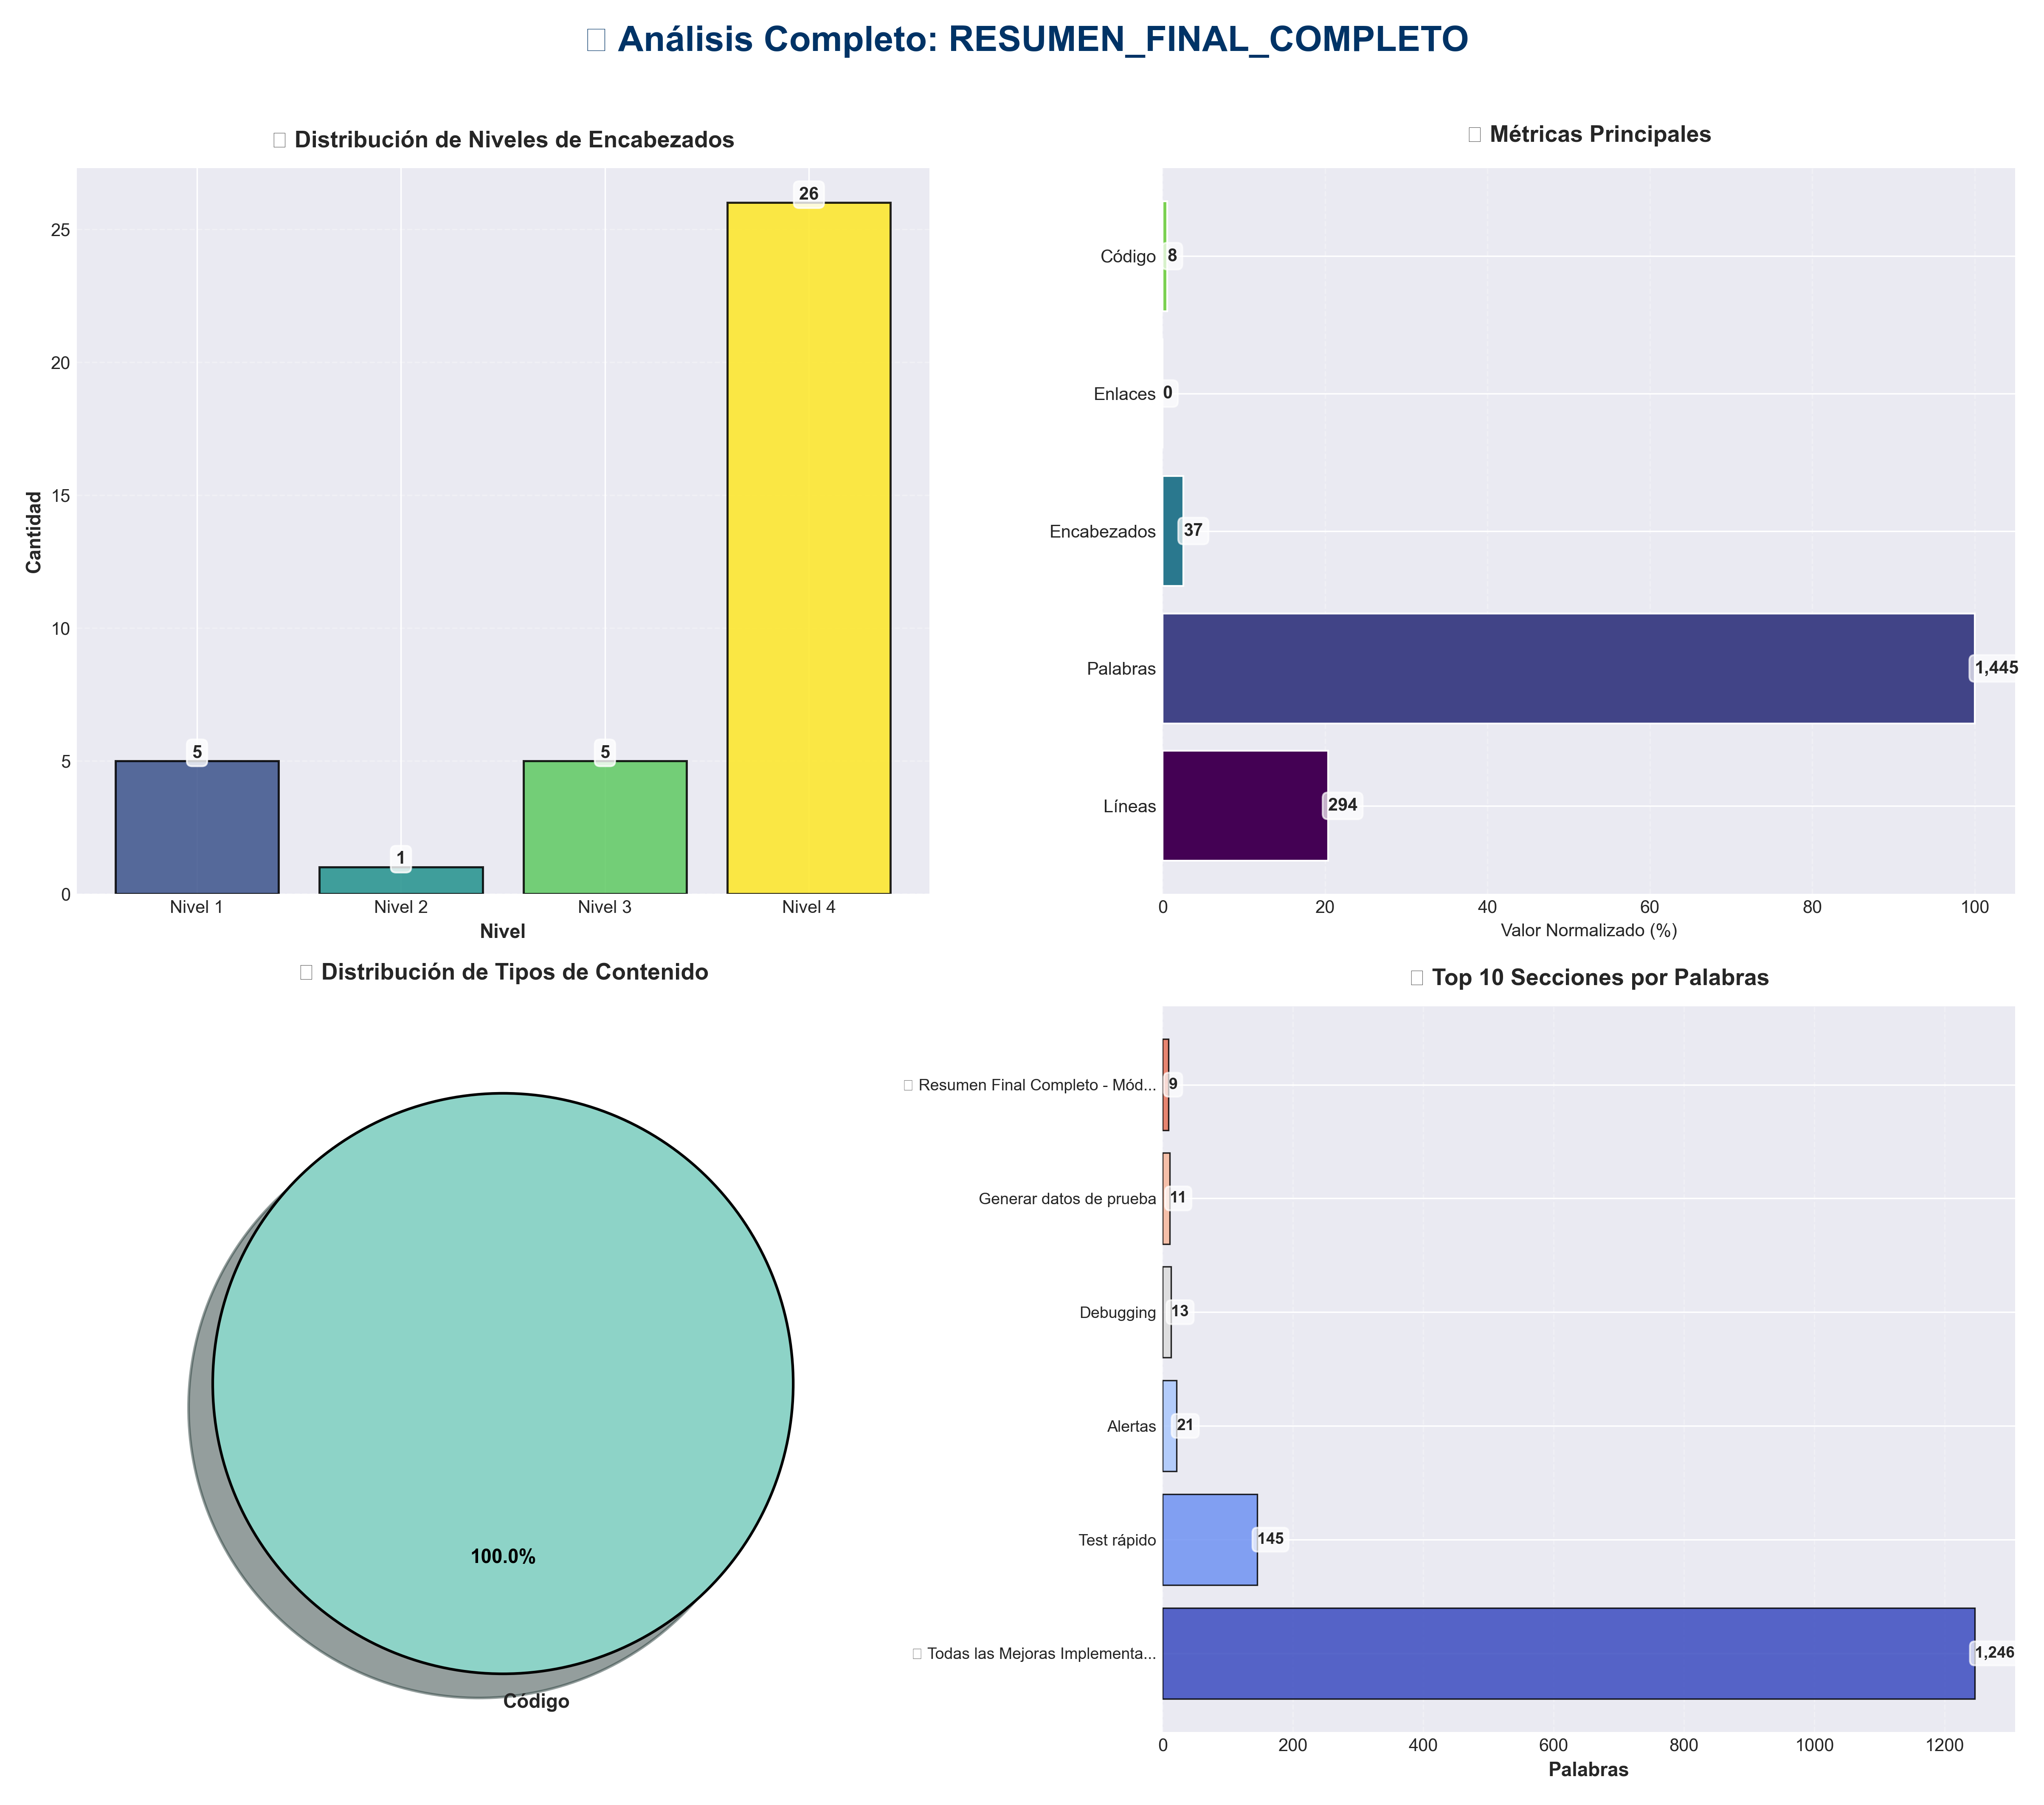 Análisis Completo: RESUMEN_FINAL_COMPLETO
Distribución de Niveles de Encabezados
Cantidad
25
20
15
10
5
0
26
5
1
5
Nivel 1 Nivel 2 Nivel 3 Nivel 4
Nivel
Métricas Principales
Código 8
Enlaces 0
Encabezados 37
Palabras 1,445
Líneas 294
0 20 40 60 80 100
Valor Normalizado (%)
Distribución de Tipos de Contenido
100.0%
Código
Top 10 Secciones por Palabras
Resumen Final Completo - Mód... 9
Generar datos de prueba 11
Debugging 13
Alertas 21
Test rápido 145
Todas las Mejoras Implementa... 1,246
0 200 400 600 800 1000 1200
Palabras